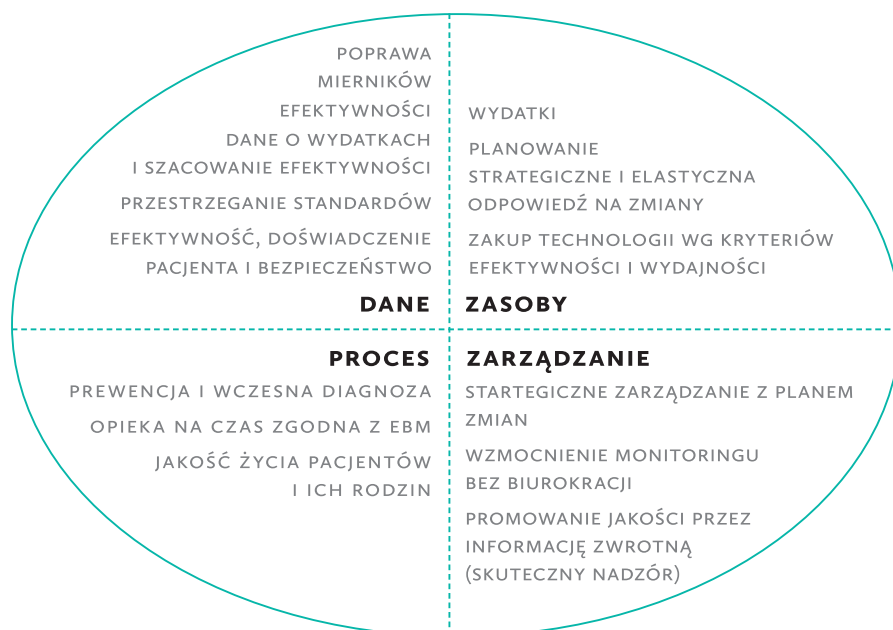 POPRAWA
MIERNIKÓW
EFEKTYWNOŚCI
DANE O WYDATKACH
I SZACOWANIE EFEKTYWNOŚCI
PRZESTRZEGANIE STANDARDÓW
EFEKTYWNOŚĆ, DOŚWIADCZENIE
PACJENTA I BEZPIECZEŃSTWO
DANE
WYDATKI
PLANOWANIE
STRATEGICZNE I ELASTYCZNA
ODPOWIEDŹ NA ZMIANY
ZAKUP TECHNOLOGII WG KRYTERIÓW
EFEKTYWNOŚCI I WYDAJNOŚCI
ZASOBY
PROCES
PREWENCJA I WCZESNA DIAGNOZA
OPIEKA NA CZAS ZGODNA Z EBM
JAKOŚĆ ŻYCIA PACJENTÓW
I ICH RODZIN
ZARZĄDZANIE
STARTEGICZNE ZARZĄDZANIE Z PLANEM
ZMIAN
WZMOCNIENIE MONITORINGU
BEZ BIUROKRACJI
PROMOWANIE JAKOŚCI PRZEZ
INFORMACJĘ ZWROTNĄ
(SKUTECZNY NADZÓR)